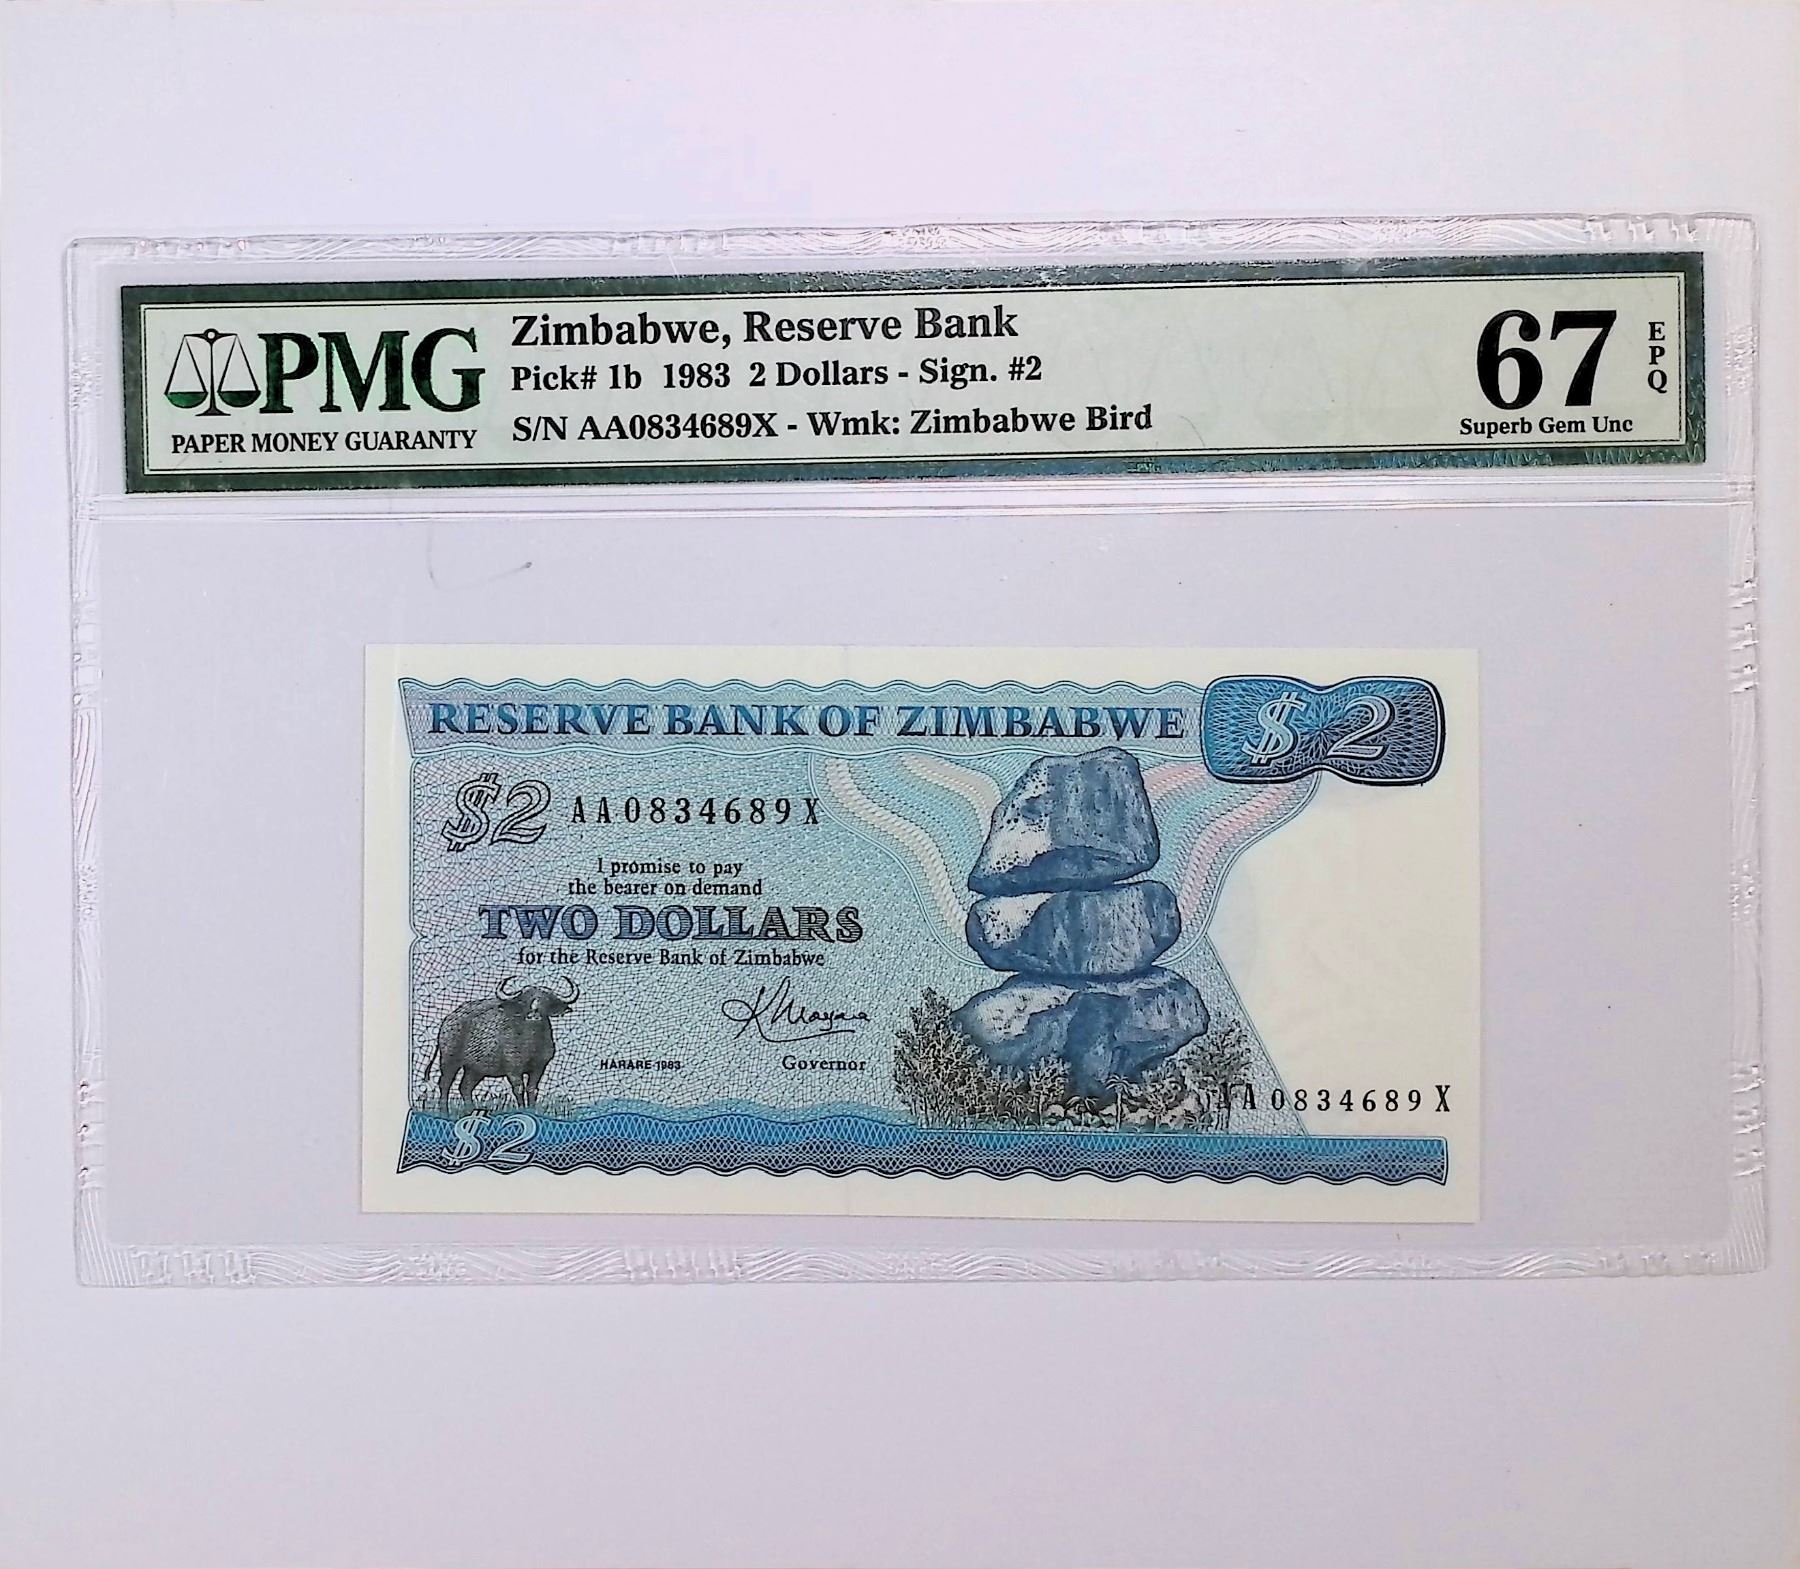 PMG
PAPER MONEY GUARANTY
Zimbabwe, Reserve Bank
Pick# 1b 1983 2 Dollars - Sign. #2
S/N AA0834689X - Wmk: Zimbabwe Bird
67
EPQ
Superb Gem Unc
RESERVE BANK OF ZIMBABWE
$2
$2
AA0834689X
I promise to pay
the bearer on demand
TWO DOLLARS
for the Reserve Bank of Zimbabwe
HARARE 1983
Governor
AA0834689X
$2